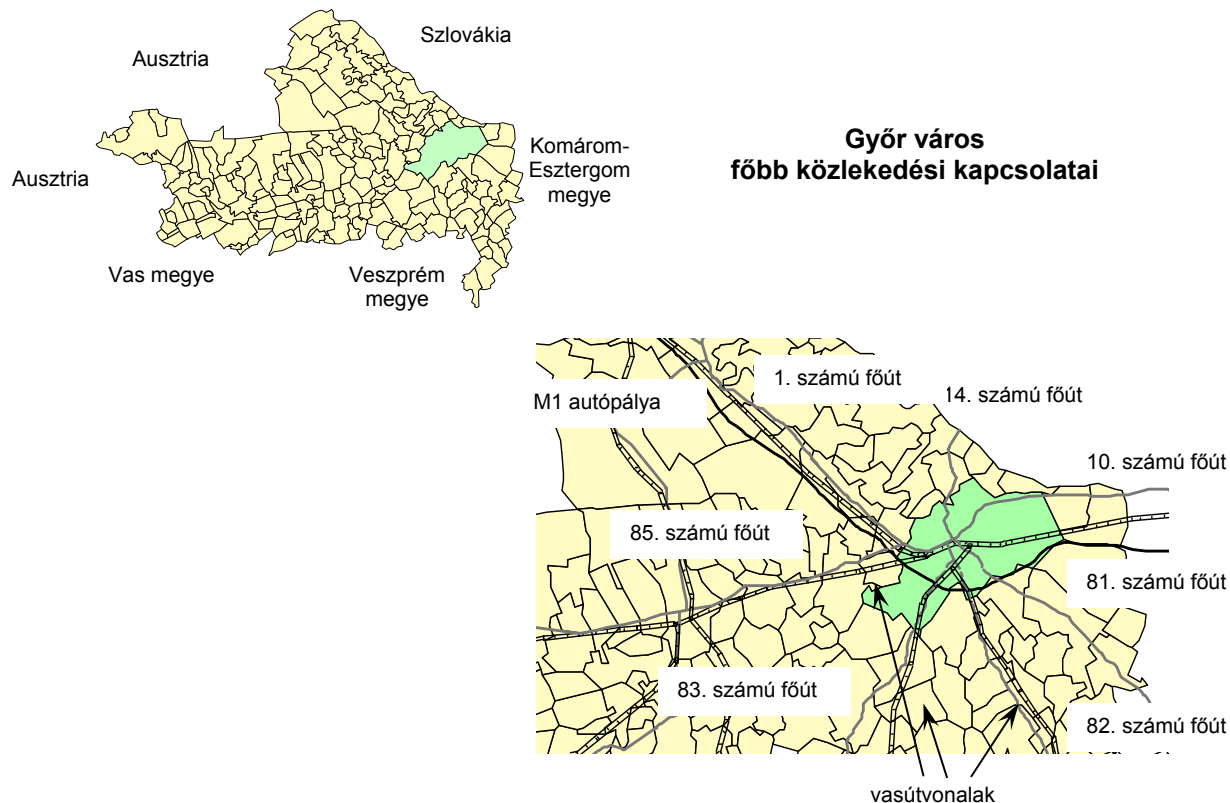 Szlovákia
Ausztria
Ausztria
Győr város
főbb közlekedési kapcsolatai
Komárom-
Esztergom
megye
Vas megye
Veszprém
megye
1. számú főút
M1 autópálya
14. számú főút
10. számú főút
85. számú főút
81. számú főút
83. számú főút
82. számú főút
vasútvonalak